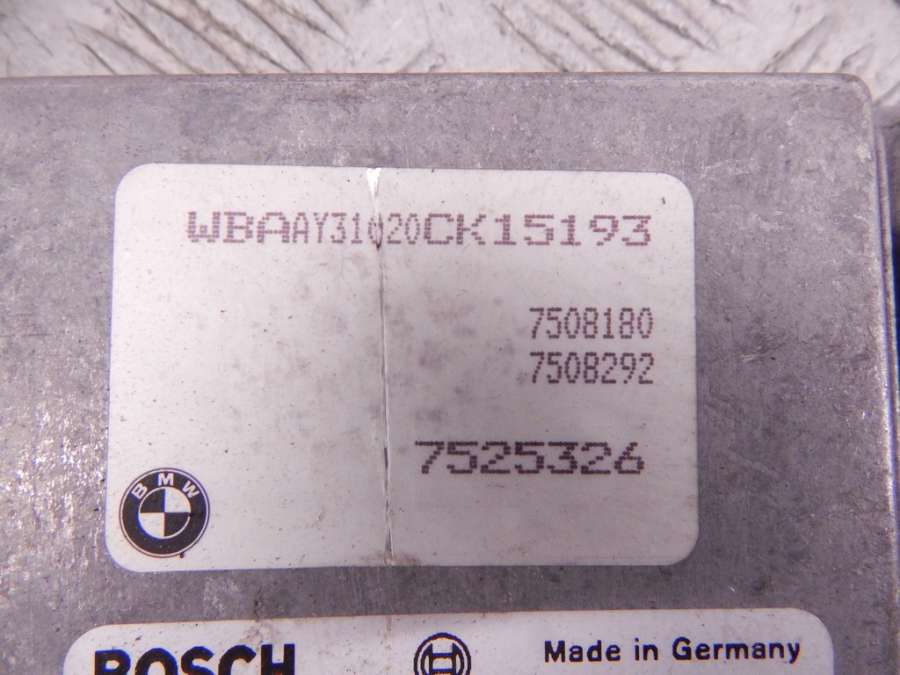 WBAAY31020CK15193
7508180
7508292
7525326
BMW
BOSCH
Made in Germany